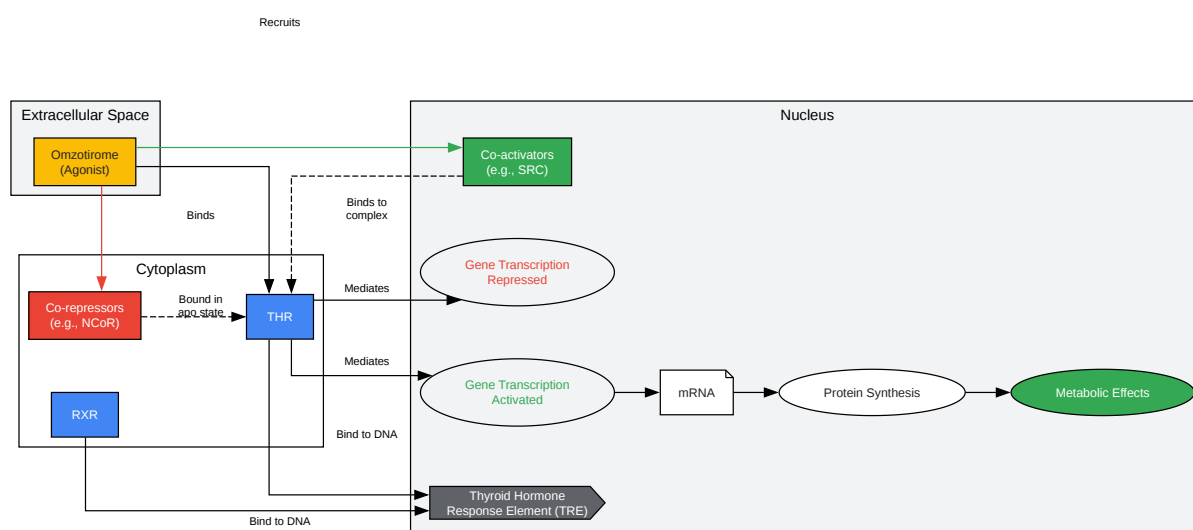 Recruits
Extracellular Space
Nucleus
Omzotirome
(Agonist)
Co-activators
(e.g., SRC)
Binds
Binds to
complex
Cytoplasm
Gene Transcription
Repressed
Co-repressors
(e.g., NCoR)
Bound in
apo state
THR
Mediates
Mediates
Gene Transcription
Activated
mRNA
Protein Synthesis
Metabolic Effects
RXR
Bind to DNA
Thyroid Hormone
Response Element (TRE)
Bind to DNA